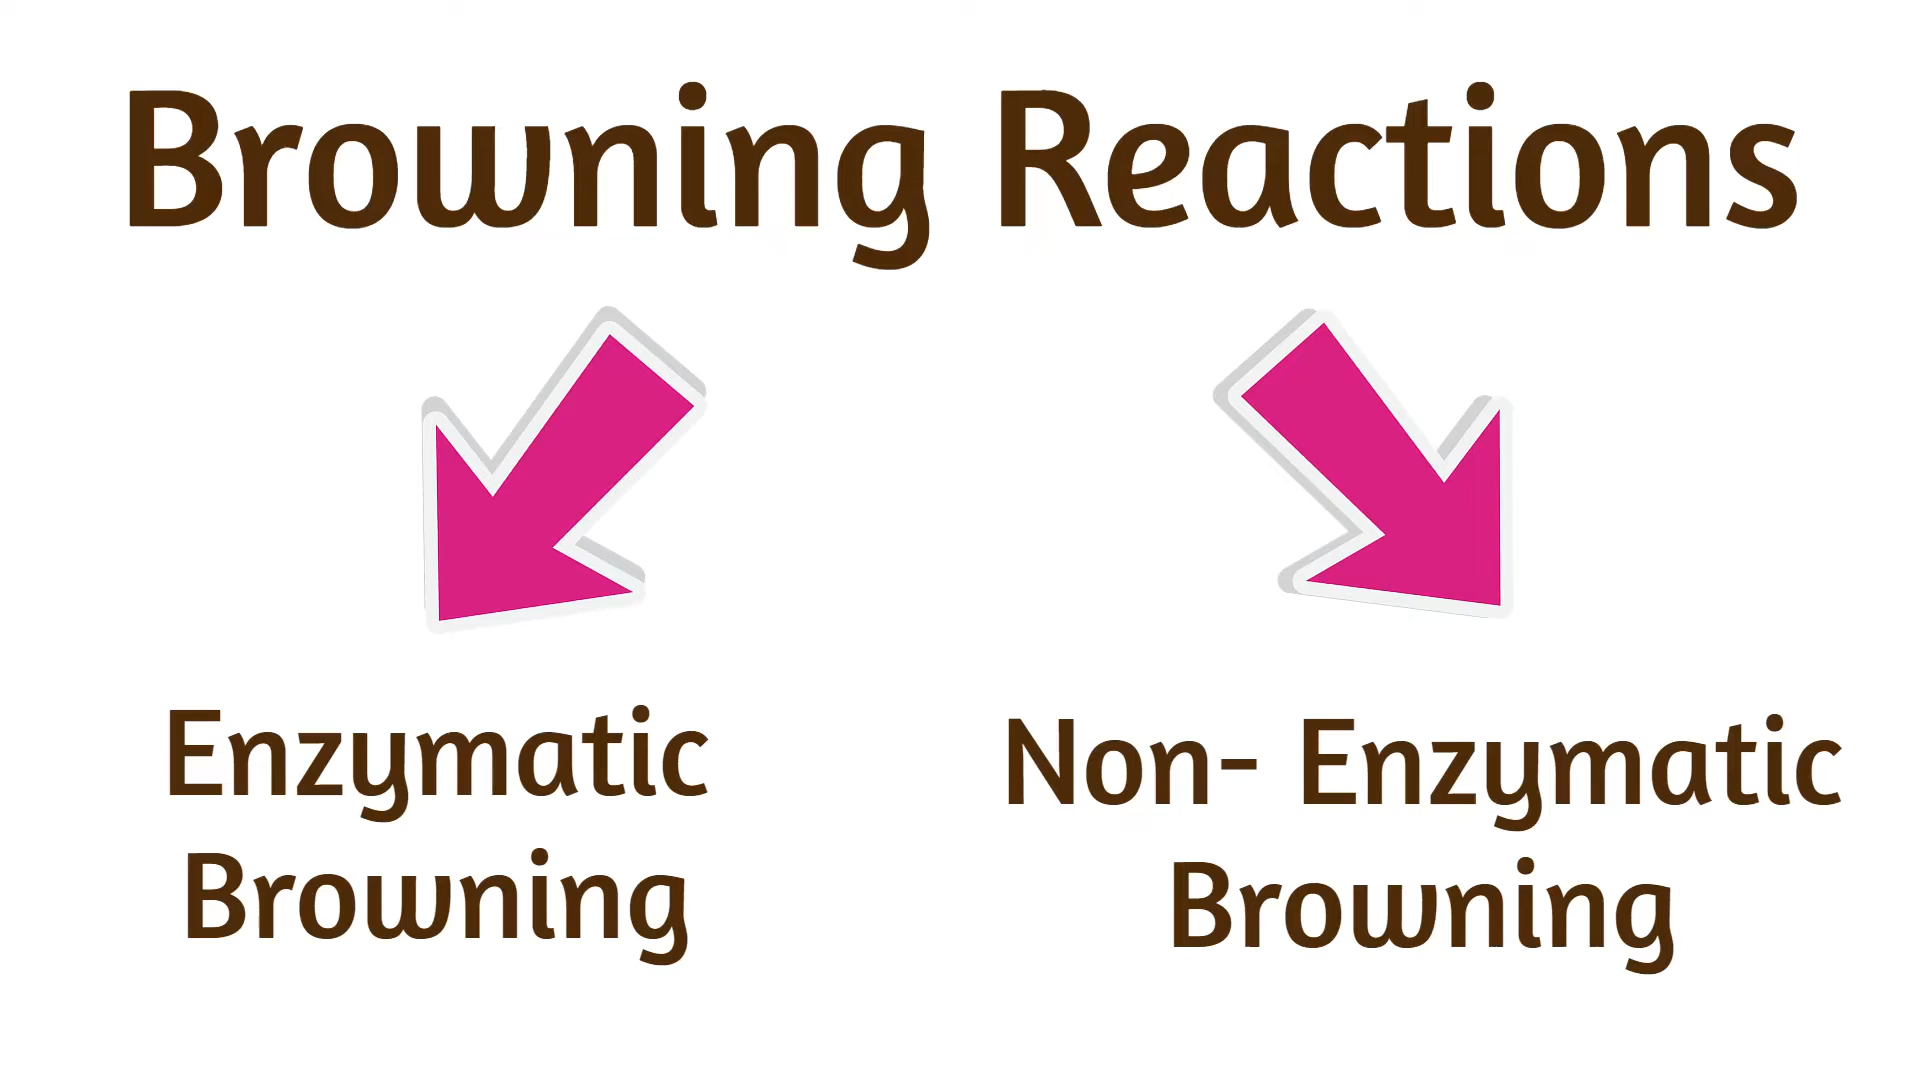 Browning Reactions
Enzymatic
Browning
Non- Enzymatic
Browning